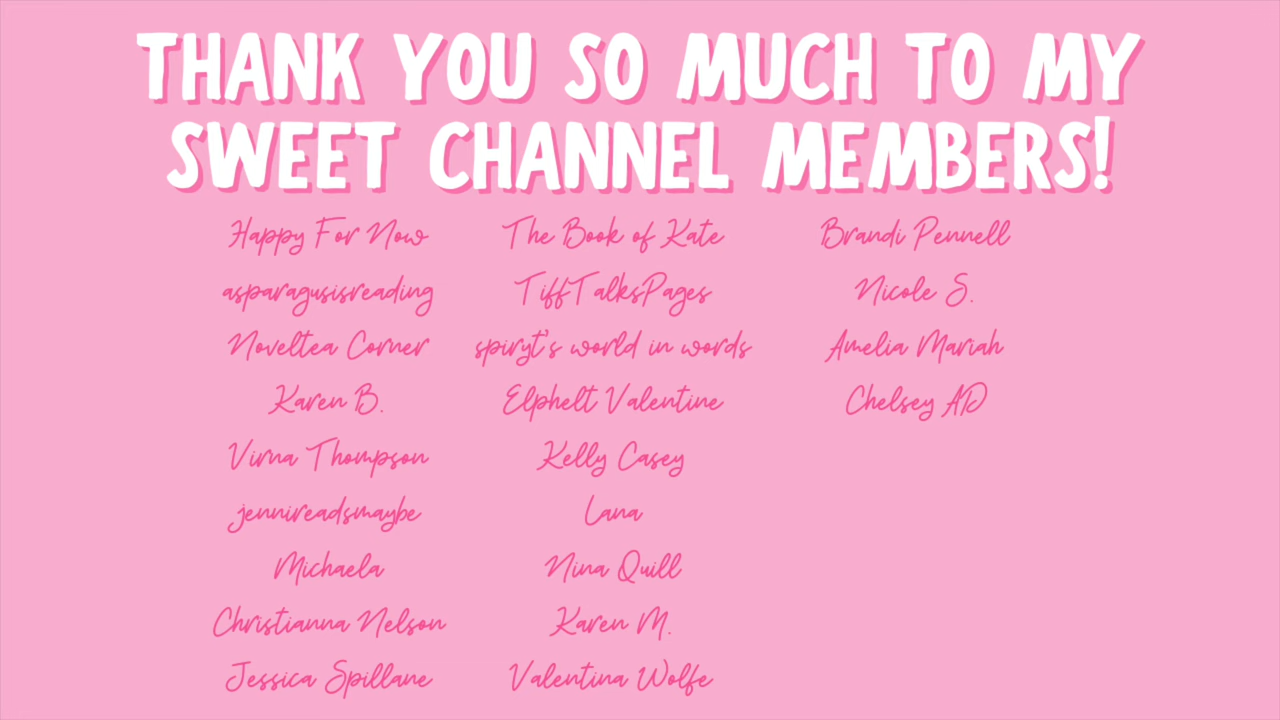 THANK YOU SO MUCH TO MY
SWEET CHANNEL MEMBERS!
Happy For Now
asparagusisreading
Noveltea Corner
Karen B.
Virna Thompson
jennireadsmaybe
Michaela
Christianna Nelson
Jessica Spillane
The Book of Kate
TiffTalksPages
spiryt's world in words
Elphelt Valentine
Kelly Casey
Lana
Nina Quill
Karen M.
Valentina Wolfe
Brandi Pennell
Nicole S.
Amelia Mariah
Chelsey AD